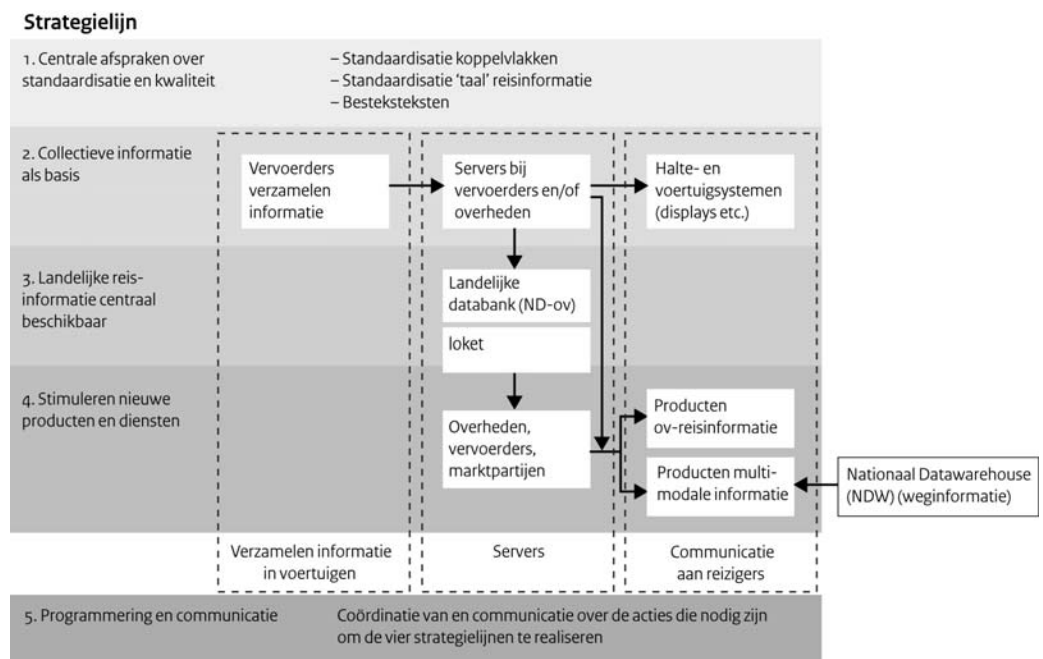 Strategielijn
1. Centrale afspraken over
standaardisatie en kwaliteit
– Standaardisatie koppelvlakken
– Standaardisatie ‘taal’ reisinformatie
– Besteksteksten
2. Collectieve informatie
als basis
Vervoerders
verzamelen
informatie
Servers bij
vervoerders en/of
overheden
Halte- en
voertuigsystemen
(displays etc.)
3. Landelijke reis-
informatie centraal
beschikbaar
Landelijke
databank (ND-ov)
loket
4. Stimuleren nieuwe
producten en diensten
Overheden,
vervoerders,
marktpartijen
Producten
ov-reisinformatie
Producten multi-
modale informatie
Nationaal Datawarehouse
(NDW) (weginformatie)
Verzamelen informatie
in voertuigen
Servers
Communicatie
aan reizigers
5. Programmering en communicatie
Coördinatie van en communicatie over de acties die nodig zijn
om de vier strategielijnen te realiseren